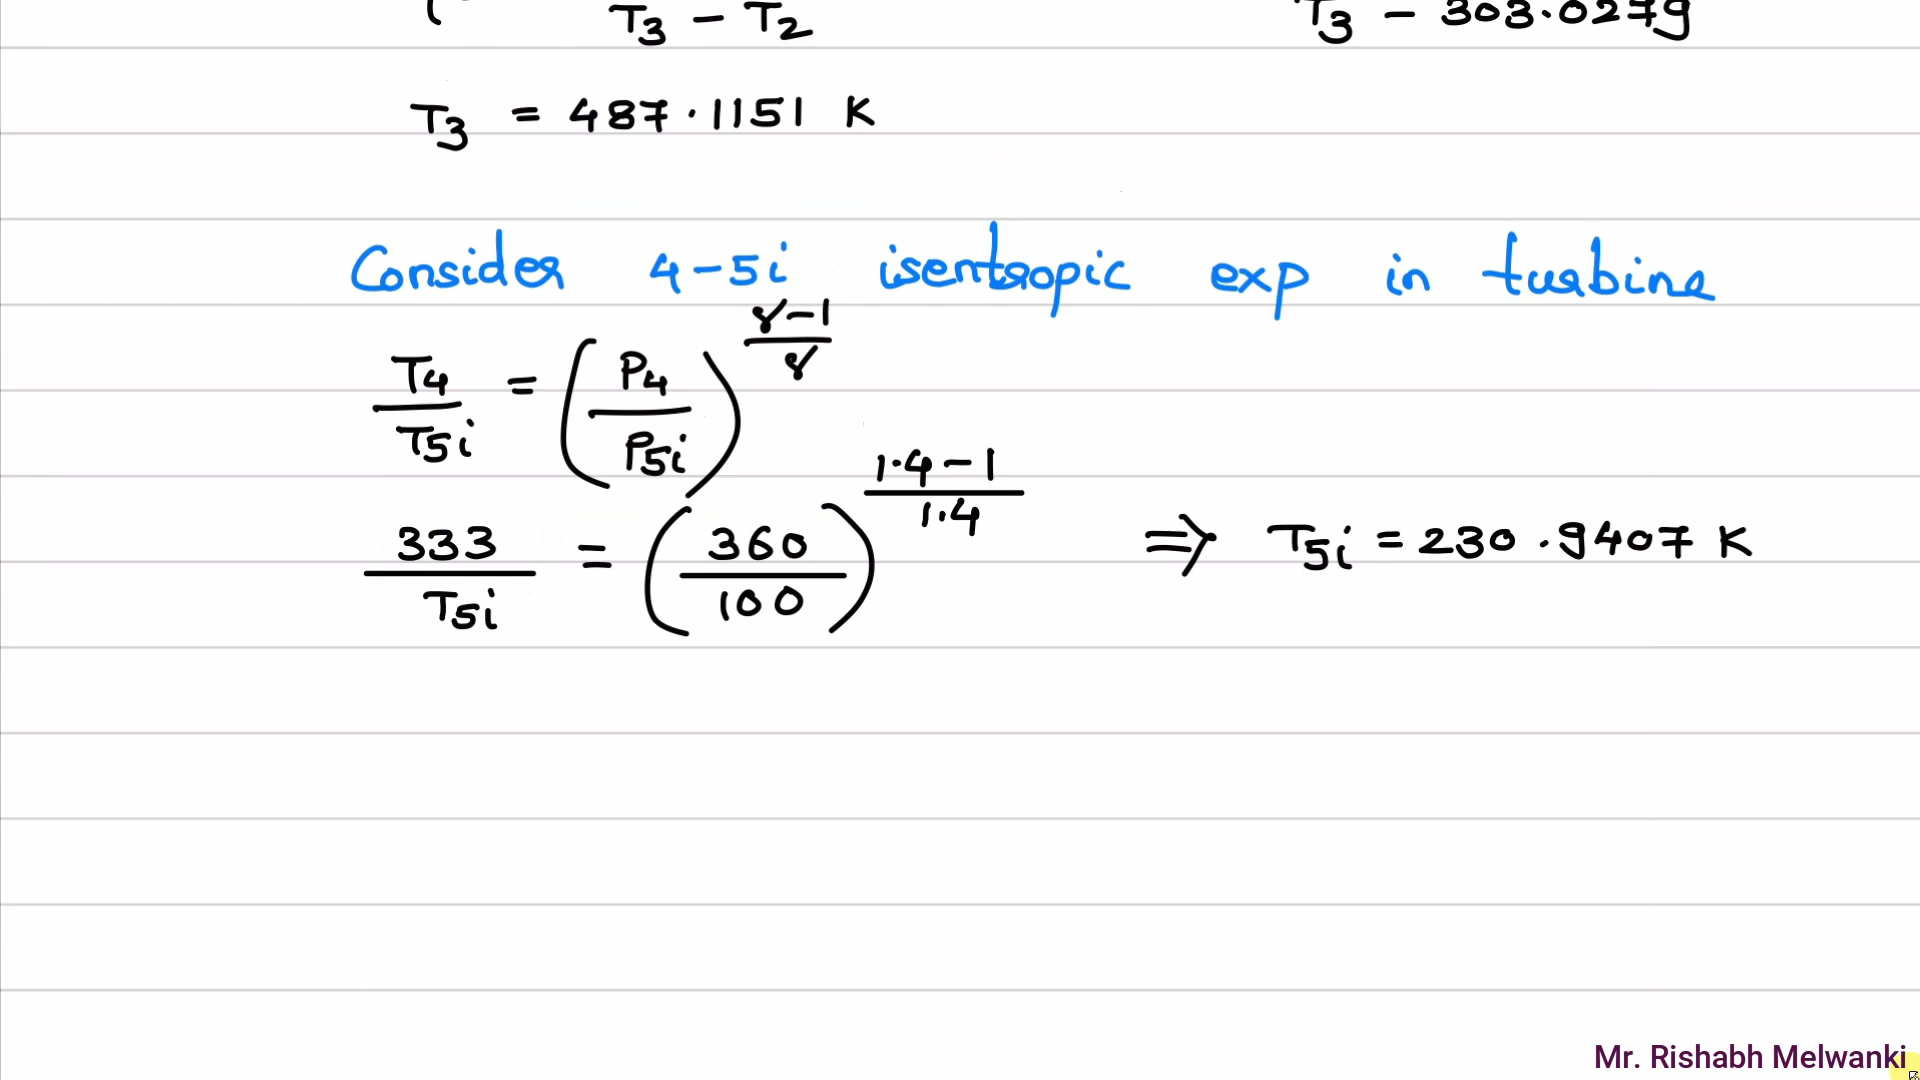 T3 - T2 T3 - 303.0279
T3 = 487.1151 K
Consider 4-5i isentropic exp in turbine
T4/T5i = (P4/P5i)^(γ-1)/γ
333/T5i = (360/100)^(1.4-1)/1.4 ⇒ T5i = 230.9407 K
Mr. Rishabh Melwanki